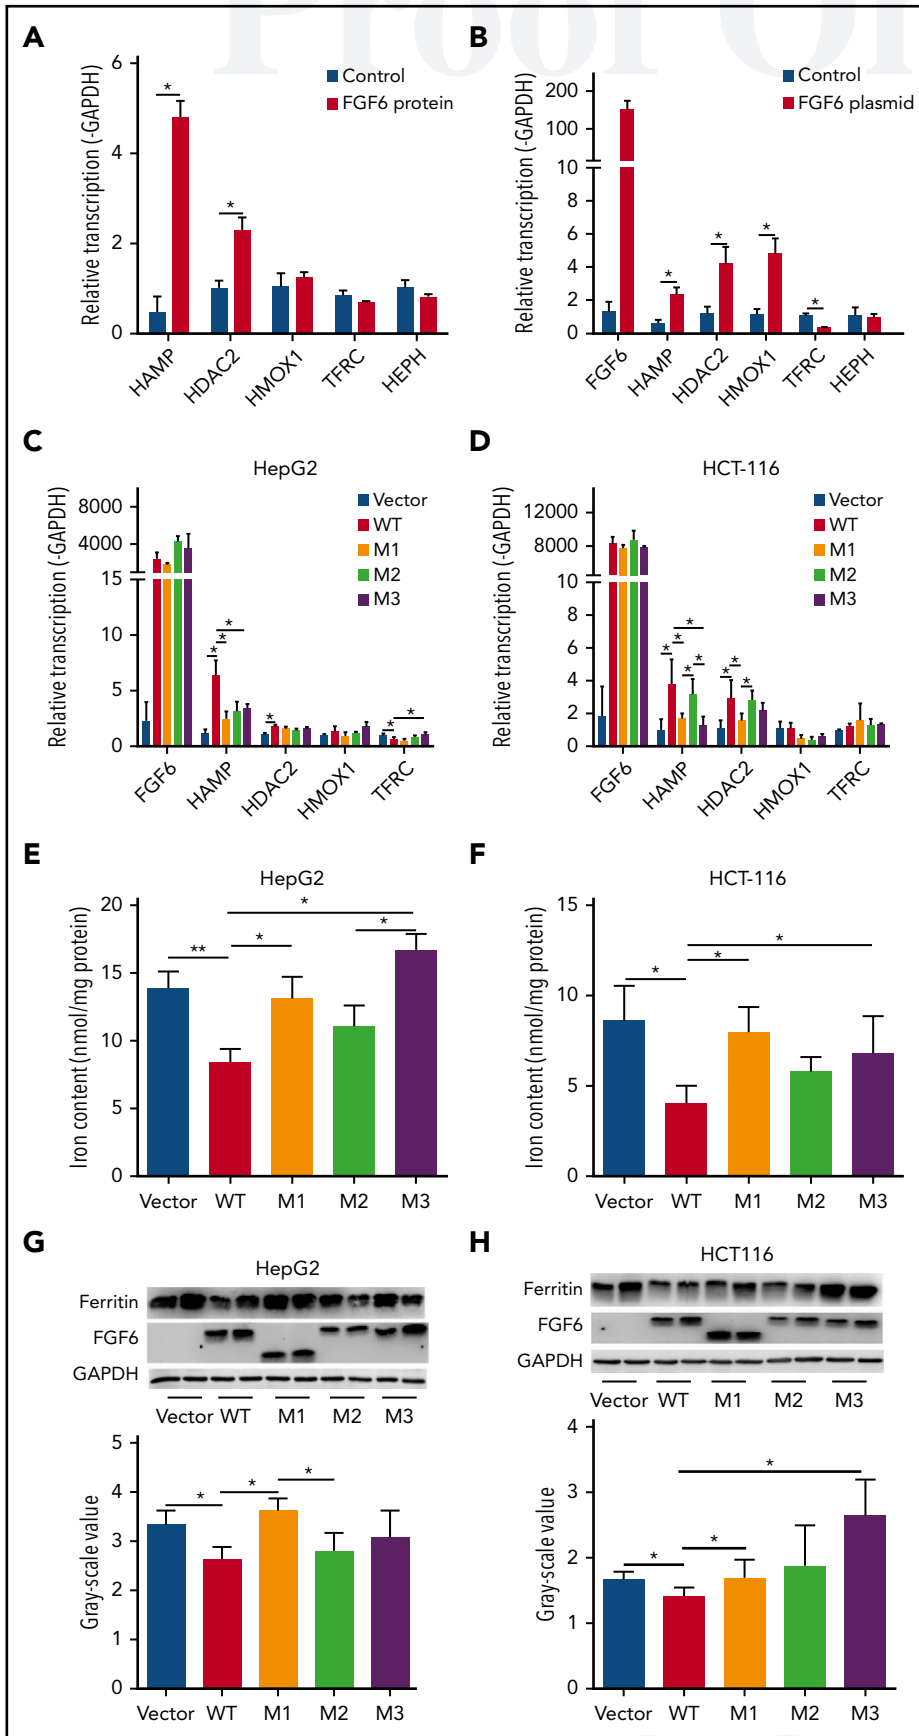 Proof On
A
6
4
2
0
Relative transcription (-GAPDH)
Control
FGF6 protein
*
*
HAMP
HDAC2
HMOX1
TFRC
HEPH
B
200
100
10
8
6
4
2
0
Relative transcription (-GAPDH)
Control
FGF6 plasmid
*
*
*
*
FGF6
HAMP
HDAC2
HMOX1
TFRC
HEPH
C
HepG2
8000
4000
15
10
5
0
Relative transcription (-GAPDH)
Vector
WT
M1
M2
M3
*
*
*
*
*
*
FGF6
HAMP
HDAC2
HMOX1
TFRC
D
HCT-116
12000
8000
10
8
6
4
2
0
Relative transcription (-GAPDH)
Vector
WT
M1
M2
M3
*
*
*
*
*
*
*
*
FGF6
HAMP
HDAC2
HMOX1
TFRC
E
HepG2
20
15
10
5
0
Iron content (nmol/mg protein)
**
*
*
*
Vector WT M1 M2 M3
F
HCT-116
15
10
5
0
Iron content (nmol/mg protein)
*
*
*
Vector WT M1 M2 M3
G
HepG2
Ferritin
FGF6
GAPDH
Vector WT M1 M2 M3
5
4
3
2
1
0
Gray-scale value
*
*
*
Vector WT M1 M2 M3
H
HCT116
Ferritin
FGF6
GAPDH
Vector WT M1 M2 M3
4
3
2
1
0
Gray-scale value
*
*
*
Vector WT M1 M2 M3